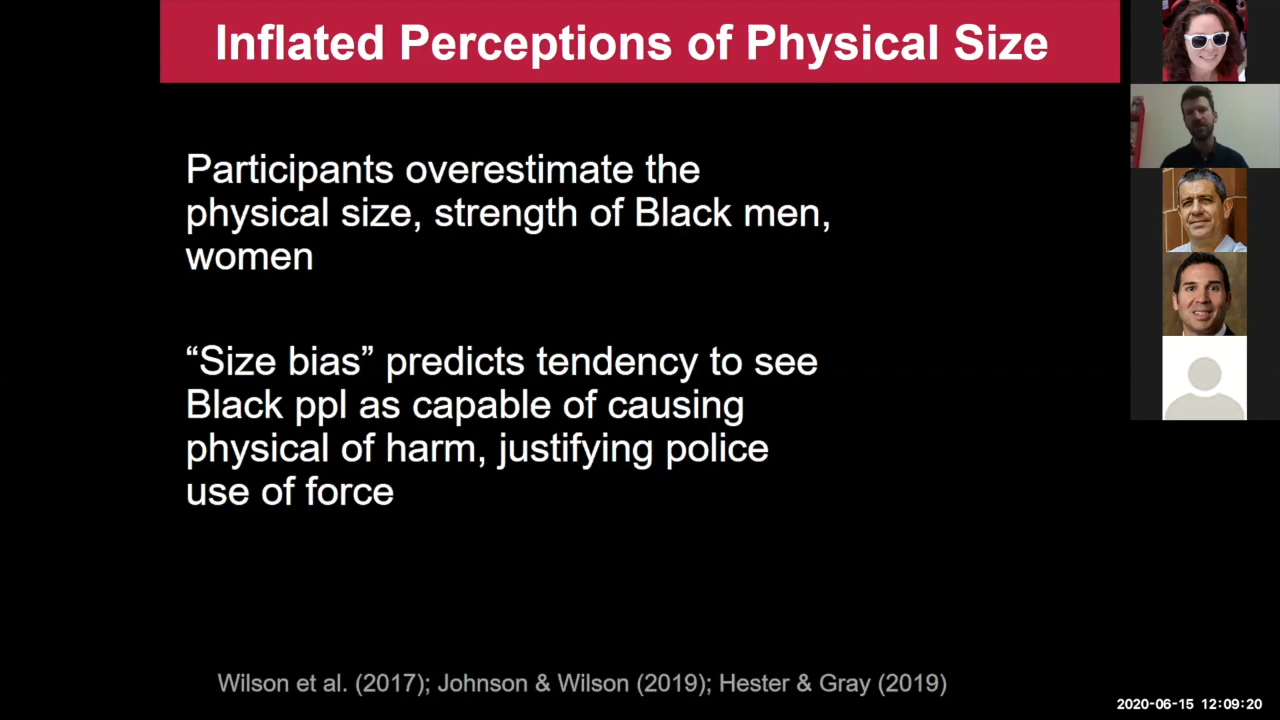 Inflated Perceptions of Physical Size
Participants overestimate the
physical size, strength of Black men,
women
“Size bias” predicts tendency to see
Black ppl as capable of causing
physical of harm, justifying police
use of force
Wilson et al. (2017); Johnson & Wilson (2019); Hester & Gray (2019)
2020-06-15 12:09:20